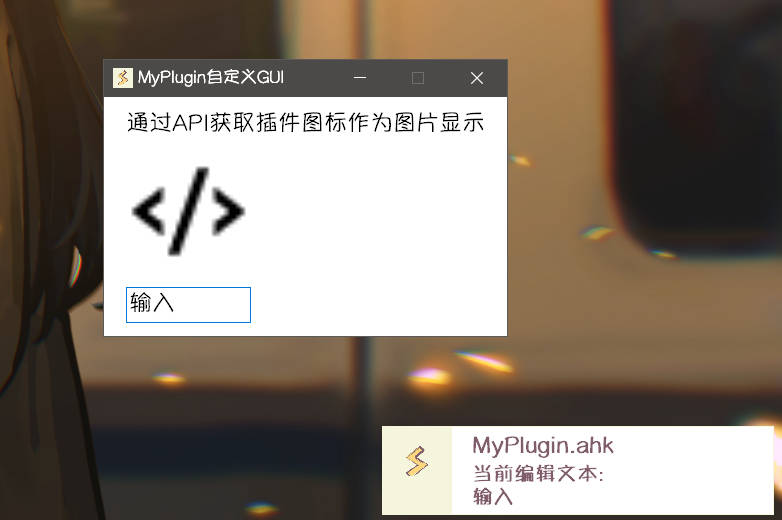 MyPlugin自定义GUI
通过API获取插件图标作为图片显示
</>
输入
MyPlugin.ahk
当前编辑文本:
输入